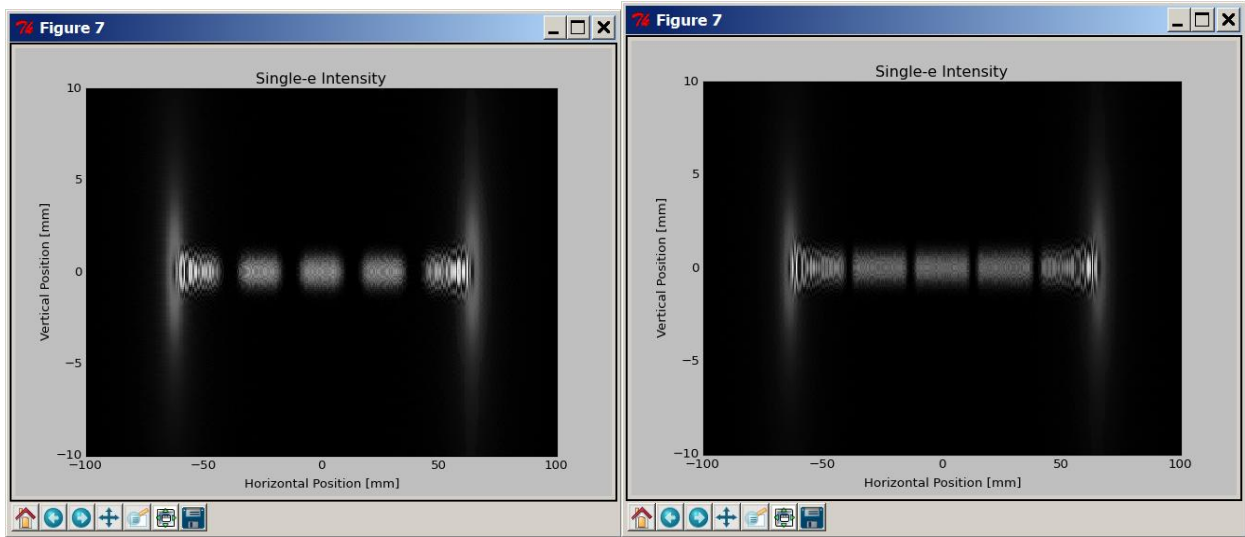 Figure 7
Single-e Intensity
10
5
0
−5
−10
Vertical Position [mm]
−100
−50
0
50
100
Horizontal Position [mm]
Figure 7
Single-e Intensity
10
5
0
−5
−10
Vertical Position [mm]
−100
−50
0
50
100
Horizontal Position [mm]